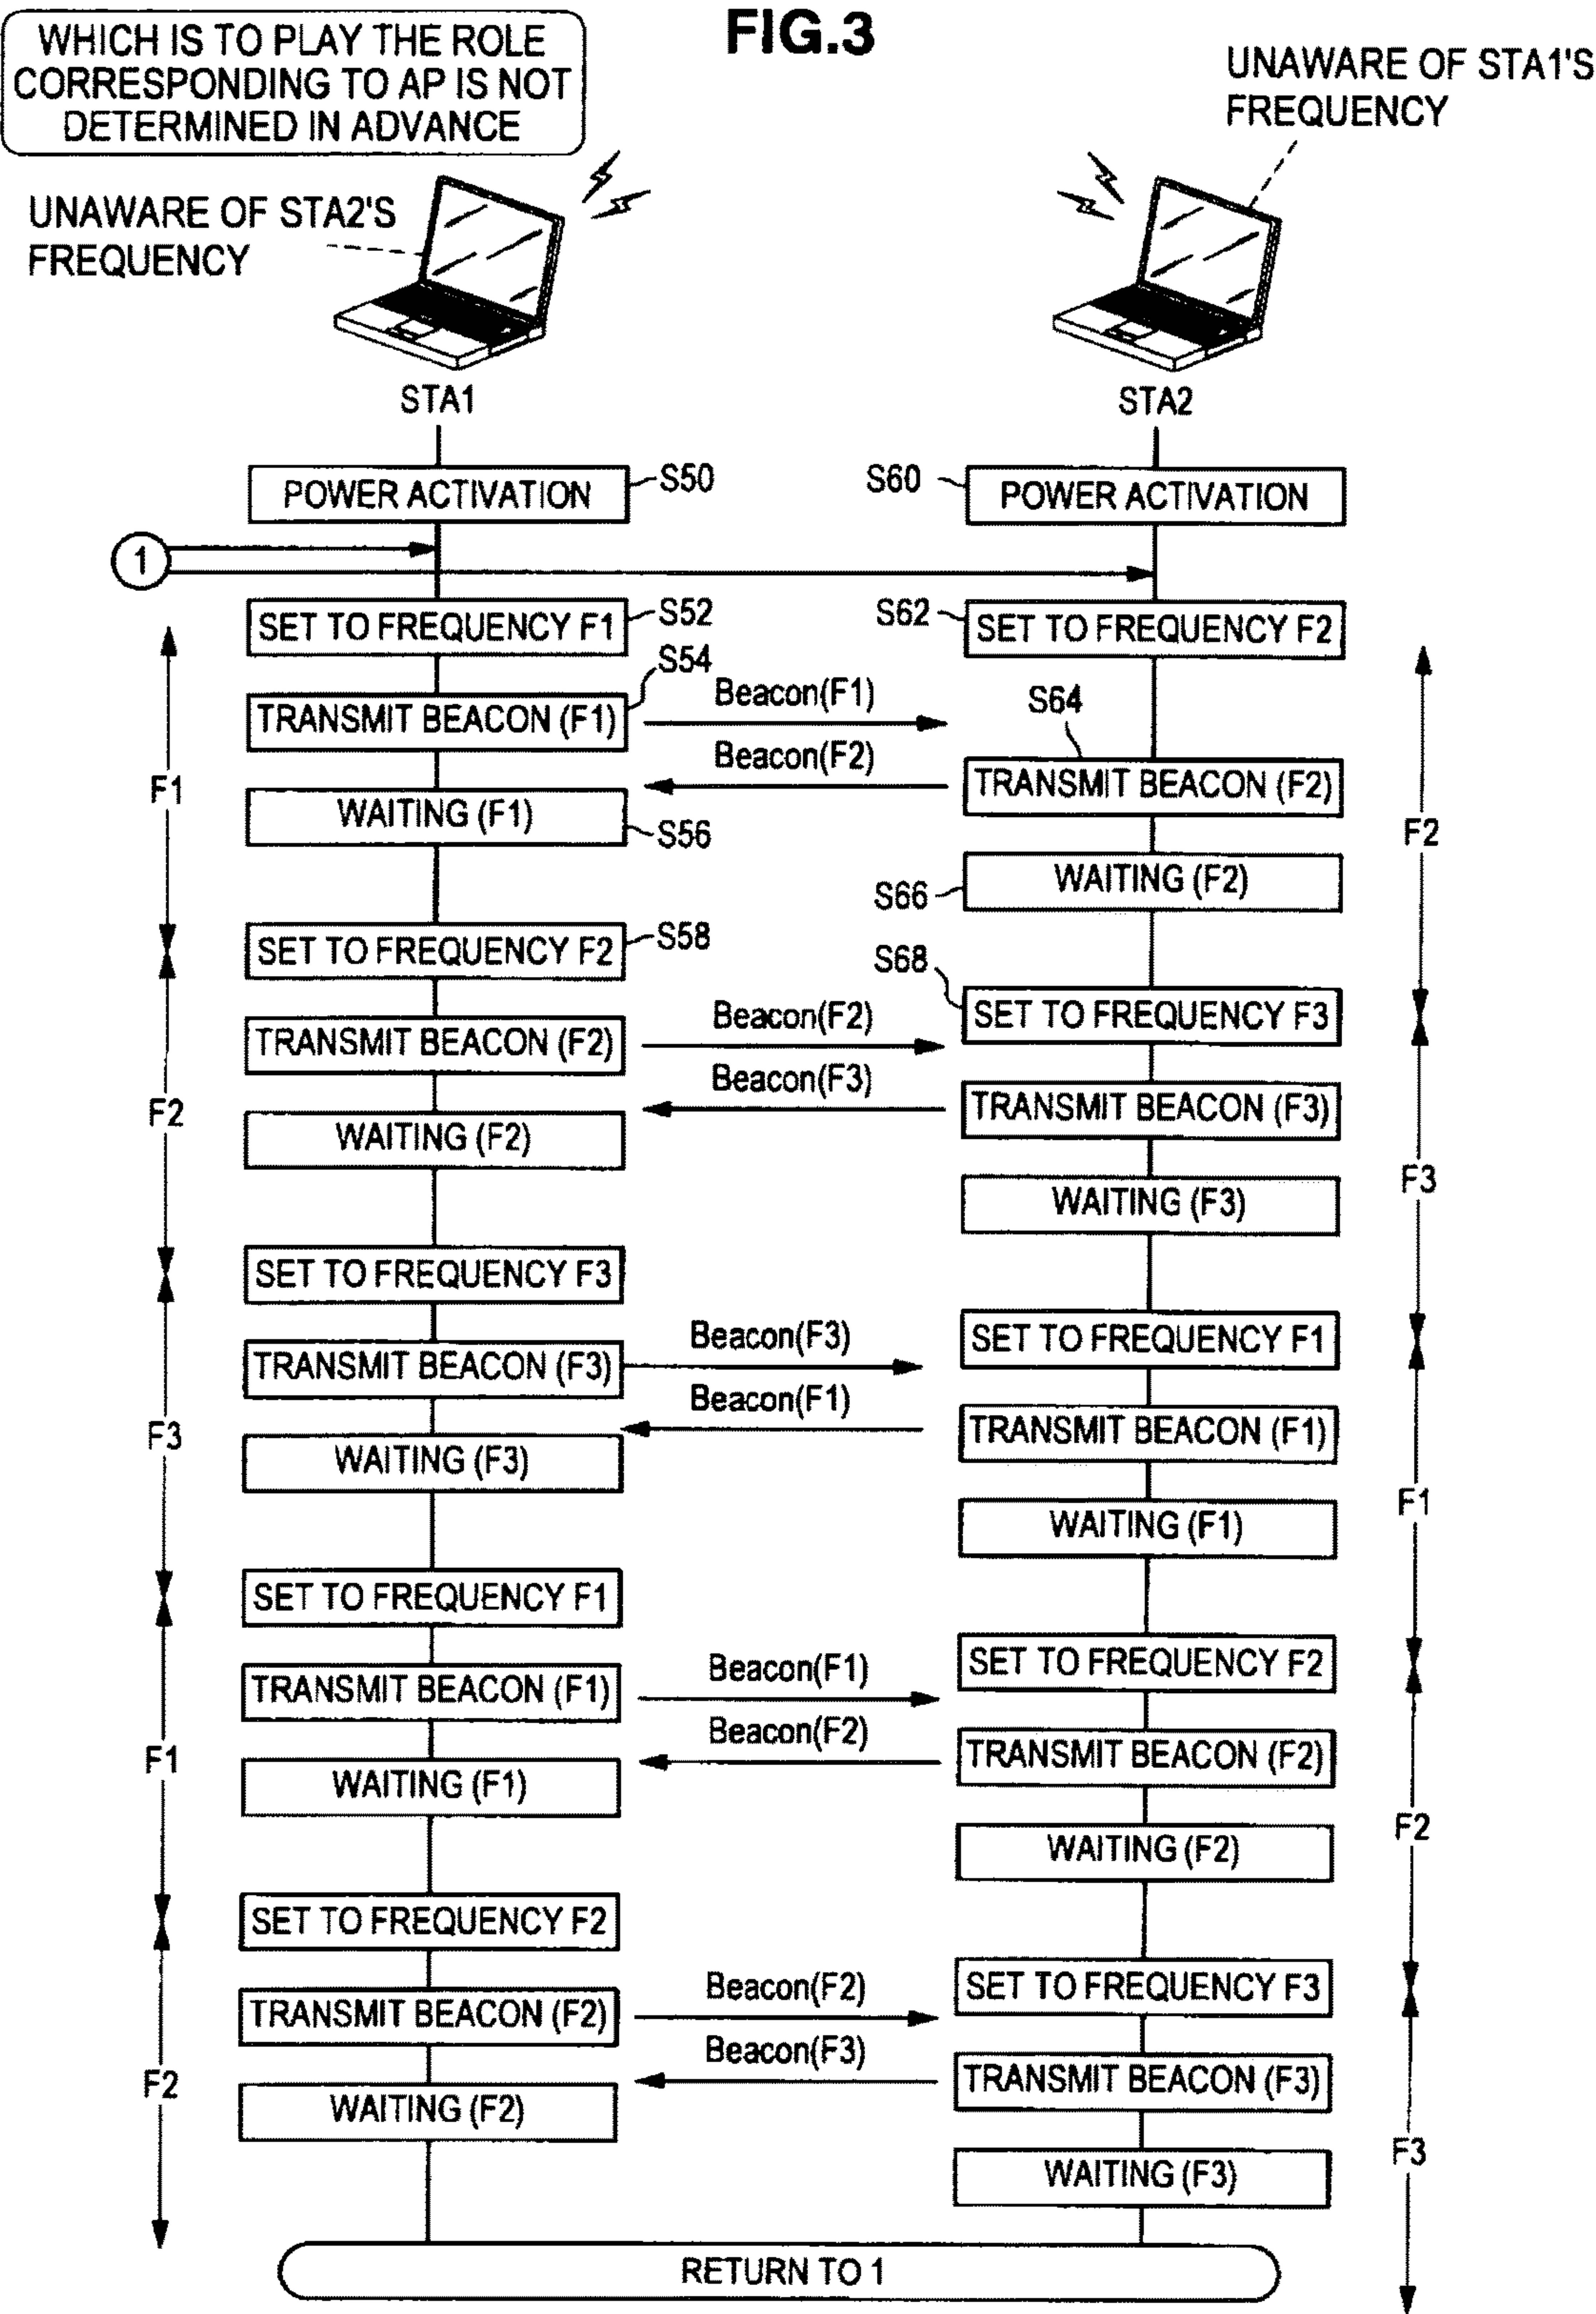 FIG.3
WHICH IS TO PLAY THE ROLE
CORRESPONDING TO AP IS NOT
DETERMINED IN ADVANCE
UNAWARE OF STA1'S
FREQUENCY
UNAWARE OF STA2'S
FREQUENCY
STA1
STA2
POWER ACTIVATION
S50
S60
POWER ACTIVATION
1
SET TO FREQUENCY F1
S52
S62
SET TO FREQUENCY F2
S54
TRANSMIT BEACON (F1)
Beacon(F1)
S64
Beacon(F2)
TRANSMIT BEACON (F2)
F1
WAITING (F1)
S56
F2
WAITING (F2)
S66
SET TO FREQUENCY F2
S58
S68
SET TO FREQUENCY F3
TRANSMIT BEACON (F2)
Beacon(F2)
Beacon(F3)
TRANSMIT BEACON (F3)
F2
WAITING (F2)
F3
WAITING (F3)
SET TO FREQUENCY F3
SET TO FREQUENCY F1
TRANSMIT BEACON (F3)
Beacon(F3)
Beacon(F1)
TRANSMIT BEACON (F1)
F3
WAITING (F3)
F1
WAITING (F1)
SET TO FREQUENCY F1
SET TO FREQUENCY F2
TRANSMIT BEACON (F1)
Beacon(F1)
Beacon(F2)
TRANSMIT BEACON (F2)
F1
WAITING (F1)
F2
WAITING (F2)
SET TO FREQUENCY F2
SET TO FREQUENCY F3
TRANSMIT BEACON (F2)
Beacon(F2)
Beacon(F3)
TRANSMIT BEACON (F3)
F2
WAITING (F2)
F3
WAITING (F3)
RETURN TO 1